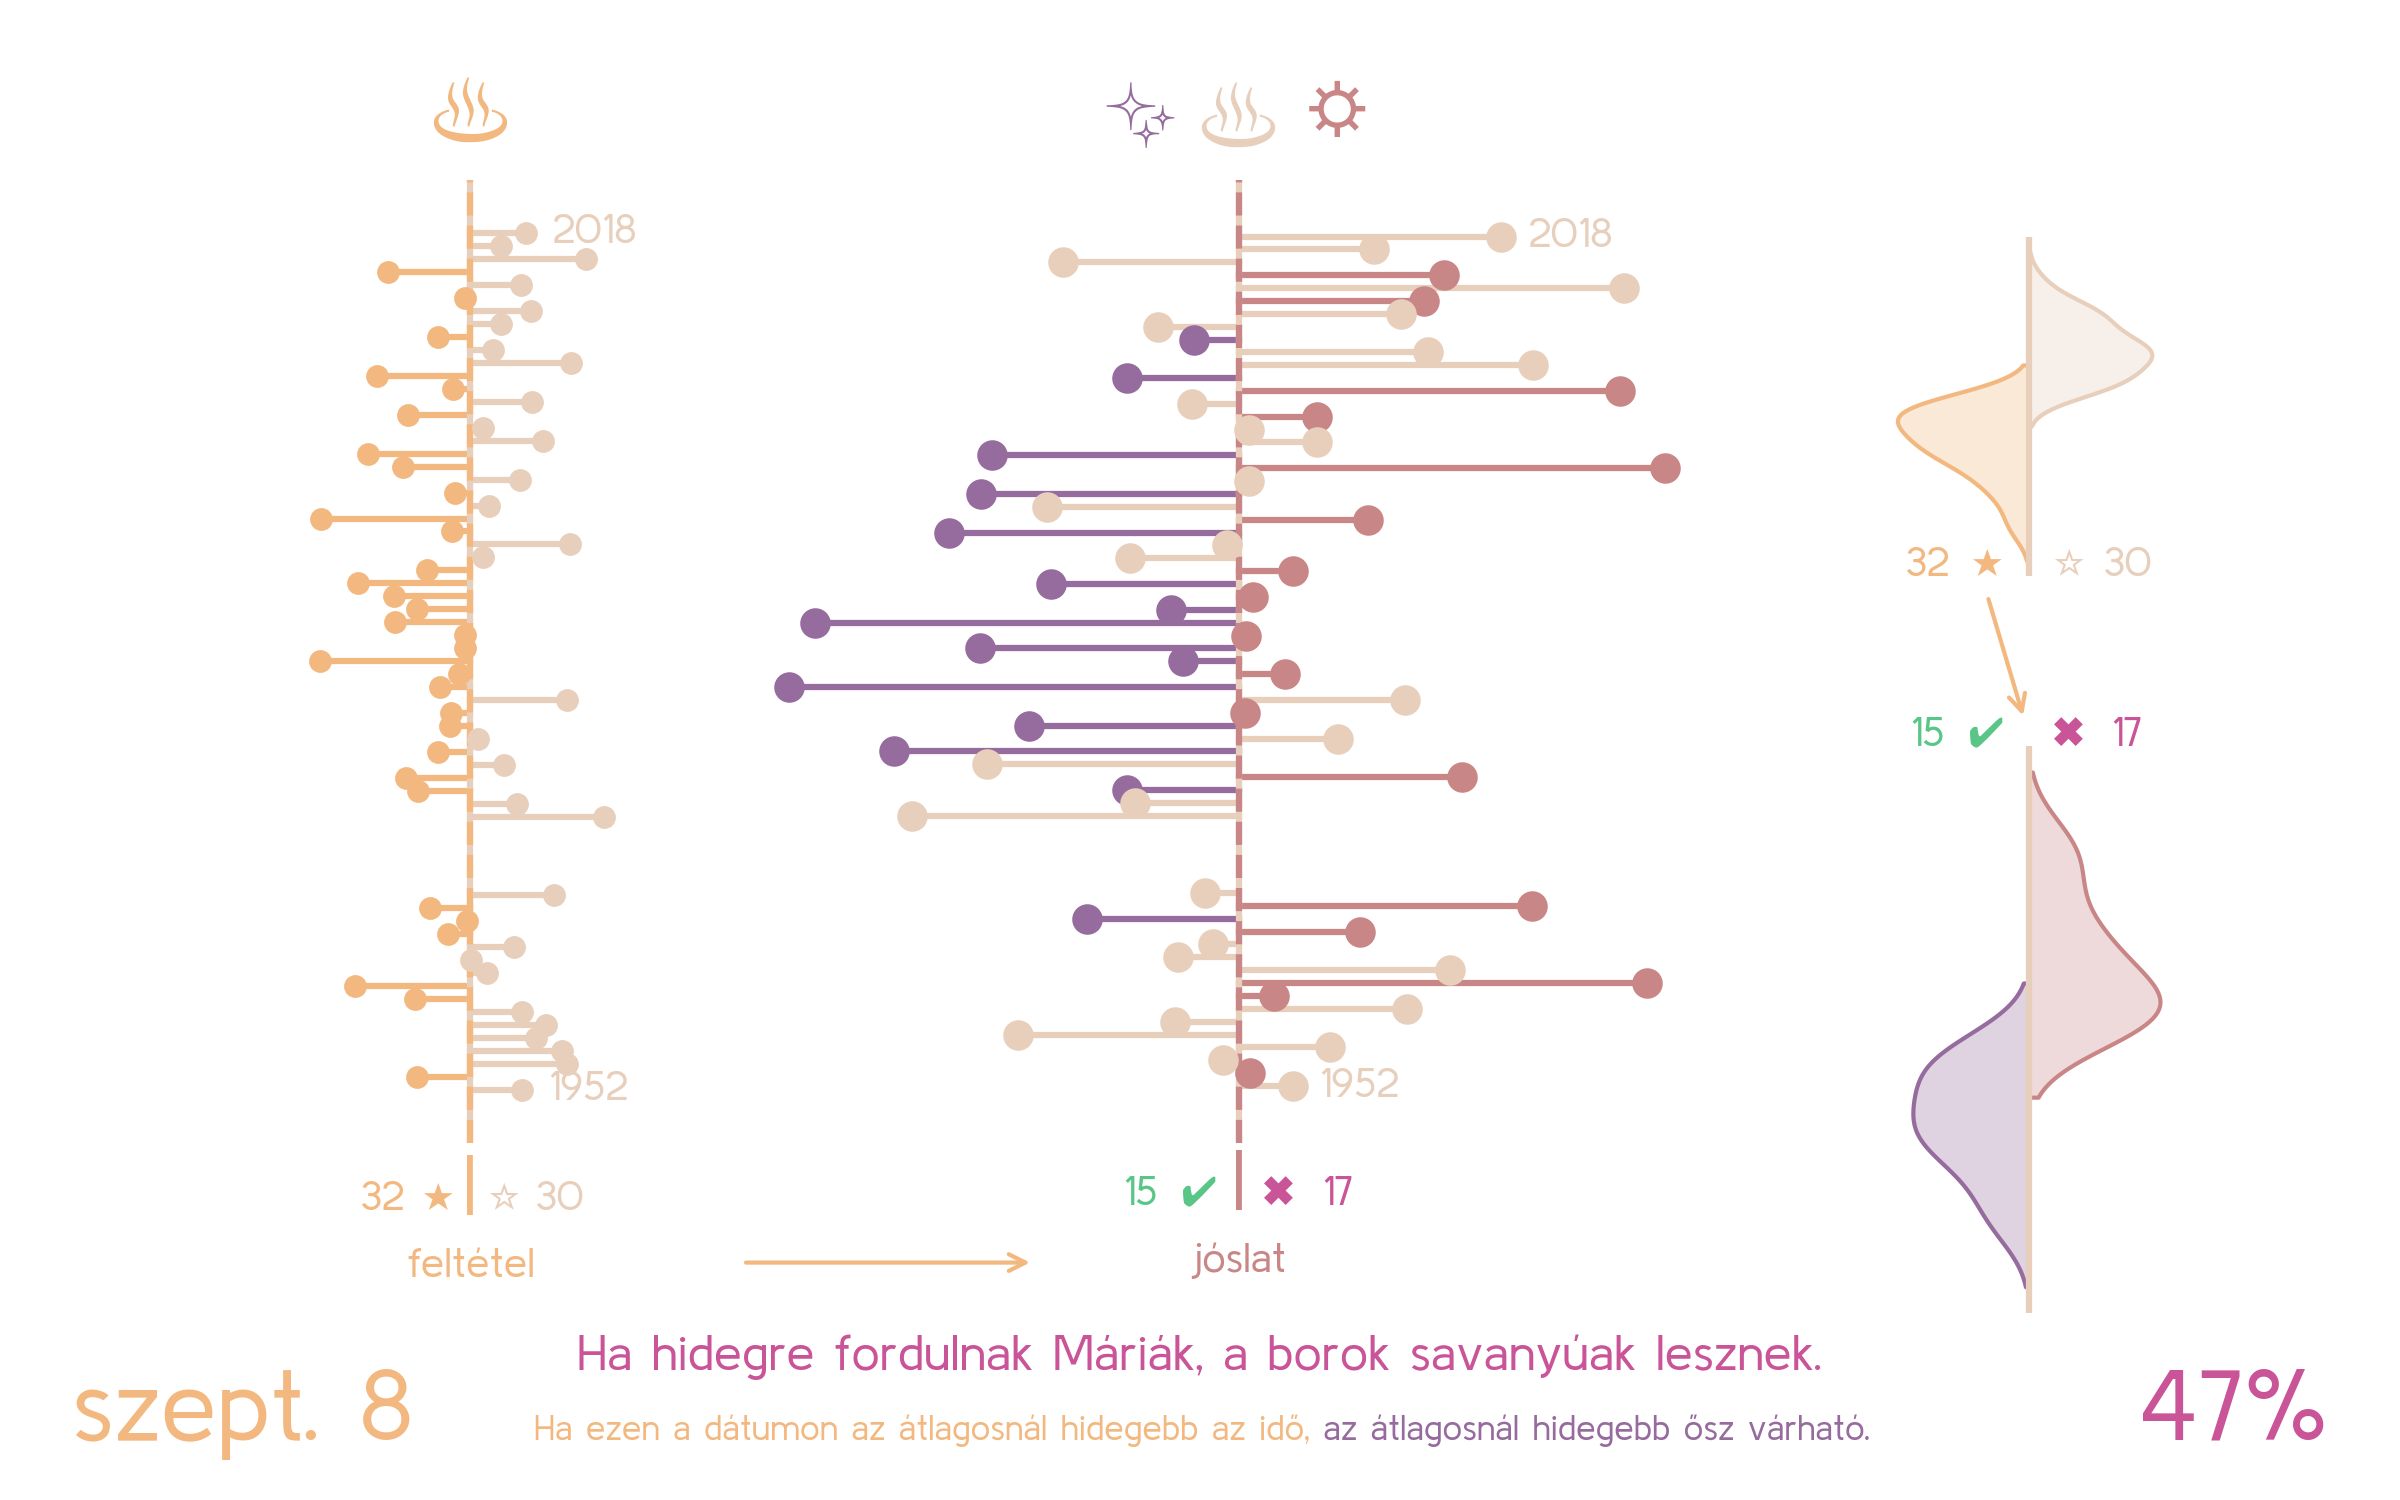 2018
2018
1952
1952
32 ★ ☆ 30
15 ✔ ✖ 17
32 ★ ☆ 30
15 ✔ ✖ 17
feltétel
jóslat
Ha hidegre fordulnak Máriák, a borok savanyúak lesznek.
szept. 8
Ha ezen a dátumon az átlagosnál hidegebb az idő, az átlagosnál hidegebb ősz várható.
47%